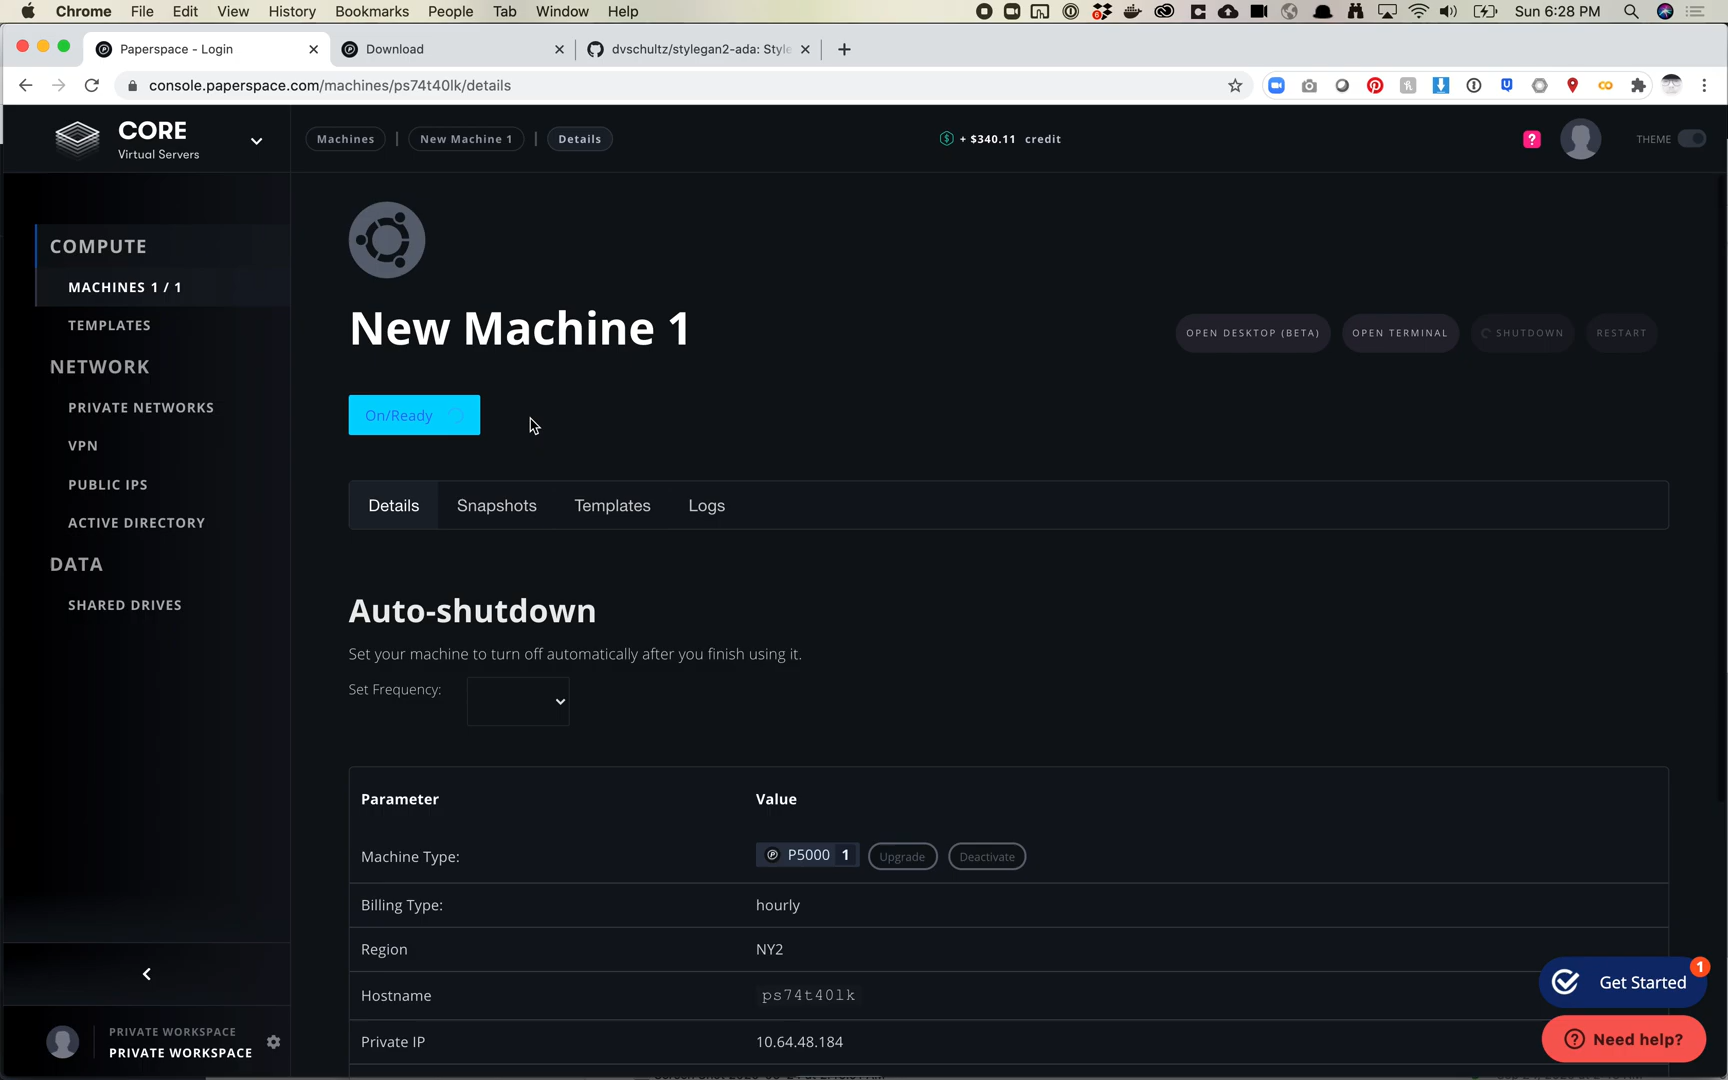 Chrome File Edit View History Bookmarks People Tab Window Help
Sun 6:28 PM
Paperspace - Login
Download
dvschultz/stylegan2-ada: Style
console.paperspace.com/machines/ps74t40lk/details
CORE
Virtual Servers
Machines | New Machine 1 | Details
+ $340.11 credit
?
THEME
COMPUTE
MACHINES 1 / 1
TEMPLATES
NETWORK
PRIVATE NETWORKS
VPN
PUBLIC IPS
ACTIVE DIRECTORY
DATA
SHARED DRIVES
PRIVATE WORKSPACE
PRIVATE WORKSPACE
New Machine 1
OPEN DESKTOP (BETA)
OPEN TERMINAL
SHUTDOWN
RESTART
On/Ready
Details Snapshots Templates Logs
Auto-shutdown
Set your machine to turn off automatically after you finish using it.
Set Frequency:
Parameter Value
Machine Type: P5000 1 Upgrade Deactivate
Billing Type: hourly
Region NY2
Hostname ps74t40lk
Private IP 10.64.48.184
Get Started
1
Need help?